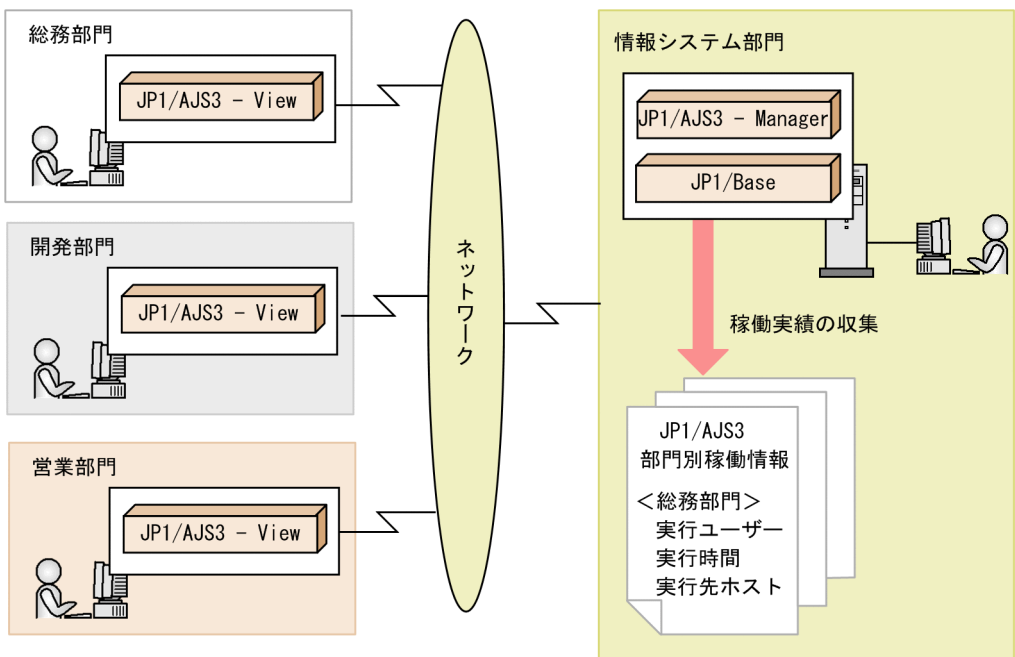 総務部門
JP1/AJS3 - View
開発部門
JP1/AJS3 - View
営業部門
JP1/AJS3 - View
ネットワーク
情報システム部門
JP1/AJS3 - Manager
JP1/Base
稼働実績の収集
JP1/AJS3
部門別稼働情報
＜総務部門＞
実行ユーザー
実行時間
実行先ホスト